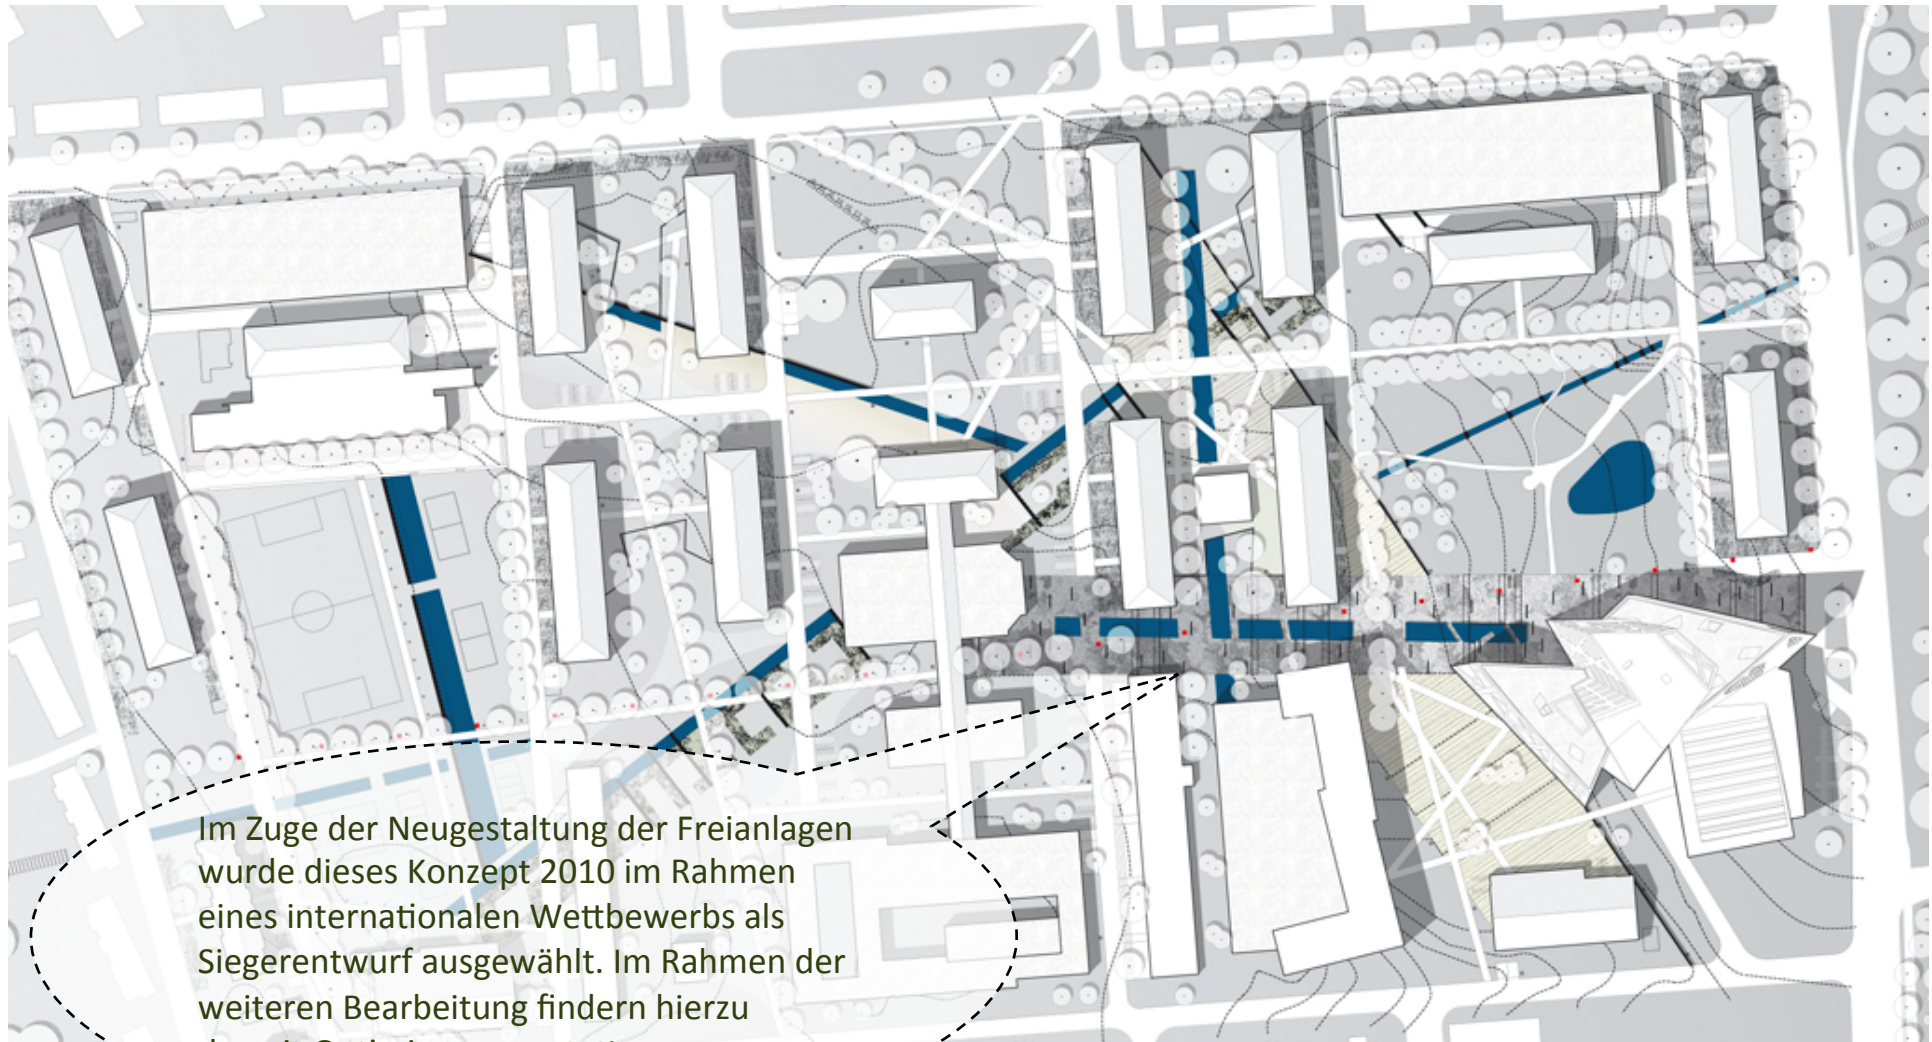 Im Zuge der Neugestaltung der Freianlagen
wurde dieses Konzept 2010 im Rahmen
eines internationalen Wettbewerbs als
Siegerentwurf ausgewählt. Im Rahmen der
weiteren Bearbeitung findern hierzu